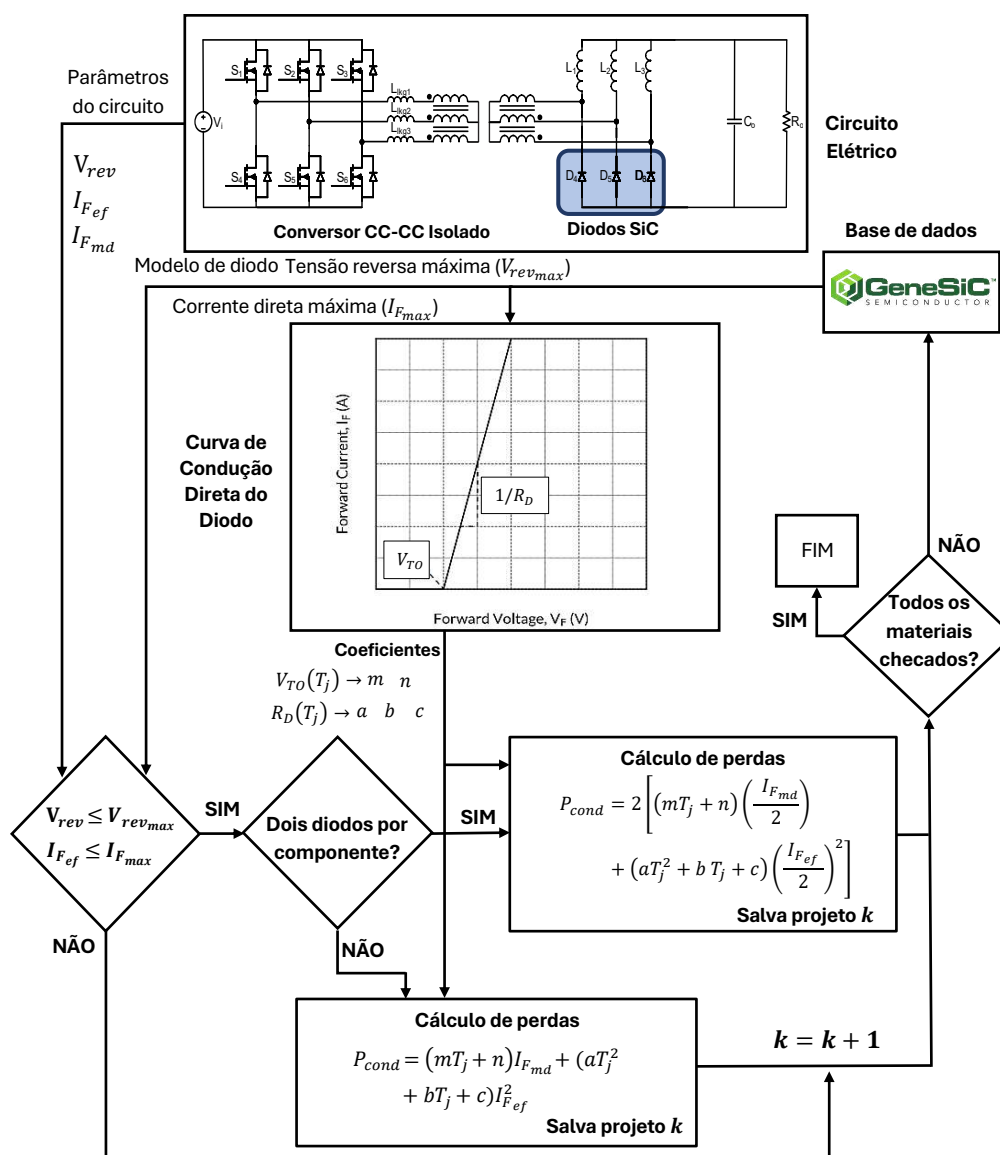 Parâmetros
do circuito
V_rev
I_F_ef
I_F_md
S1 S2 S3
S4 S5 S6
Vi
Llkg1
Llkg2
Llkg3
L1 L2 L3
Co
Ro
D4 D5 D6
Conversor CC-CC Isolado
Diodos SiC
Circuito
Elétrico
Base de dados
GeneSiC™
SEMICONDUCTOR
Modelo de diodo Tensão reversa máxima (V_rev_max)
Corrente direta máxima (I_F_max)
Curva de
Condução
Direta do
Diodo
Forward Current, I_F (A)
1/R_D
V_TO
Forward Voltage, V_F (V)
Coeficientes
V_TO(T_j) → m n
R_D(T_j) → a b c
FIM
SIM
NÃO
Todos os
materiais
checados?
V_rev ≤ V_rev_max
I_F_ef ≤ I_F_max
SIM
NÃO
Dois diodos por
componente?
SIM
NÃO
Cálculo de perdas
P_cond = 2 [(mT_j + n) (I_F_md / 2)
+ (aT_j^2 + b T_j + c) (I_F_ef / 2)^2]
Salva projeto k
Cálculo de perdas
P_cond = (mT_j + n)I_F_md + (aT_j^2
+ bT_j + c)I_F_ef^2
Salva projeto k
k = k + 1